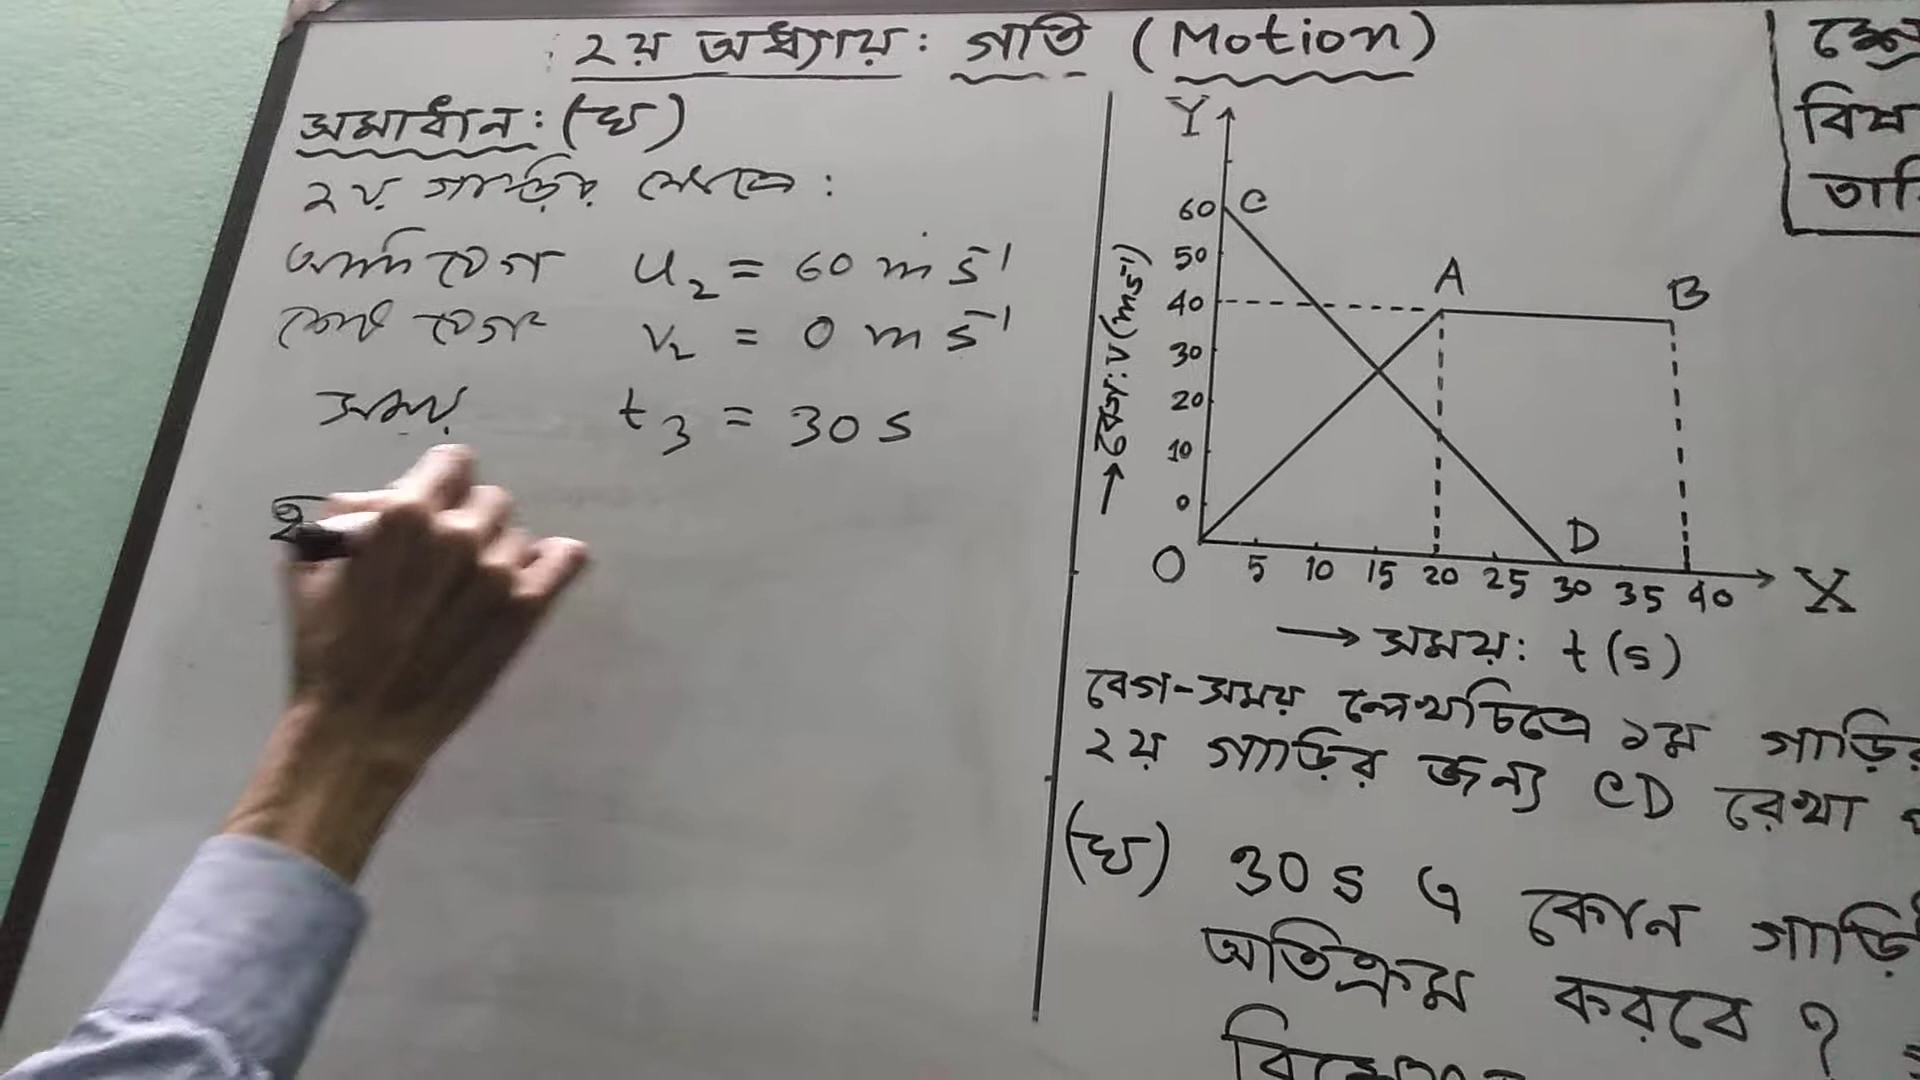 ২য় অধ্যায়: গতি (Motion)
সমাধান: (ঘ)
২য় গাড়ির ক্ষেত্রে:
আদি বেগ u₂ = 60 ms⁻¹
শেষ বেগ v₂ = 0 ms⁻¹
সময় t₃ = 30 s
Y
60 C
50
40 A B
30
20
10
0
→ বেগ: v (ms⁻¹)
D
O 5 10 15 20 25 30 35 40 X
→ সময়: t (s)
বেগ-সময় লেখচিত্রে ১ম গাড়ির
২য় গাড়ির জন্য CD রেখা
(ঘ) 30 s এ কোন গাড়ি
অতিক্রম করবে ?